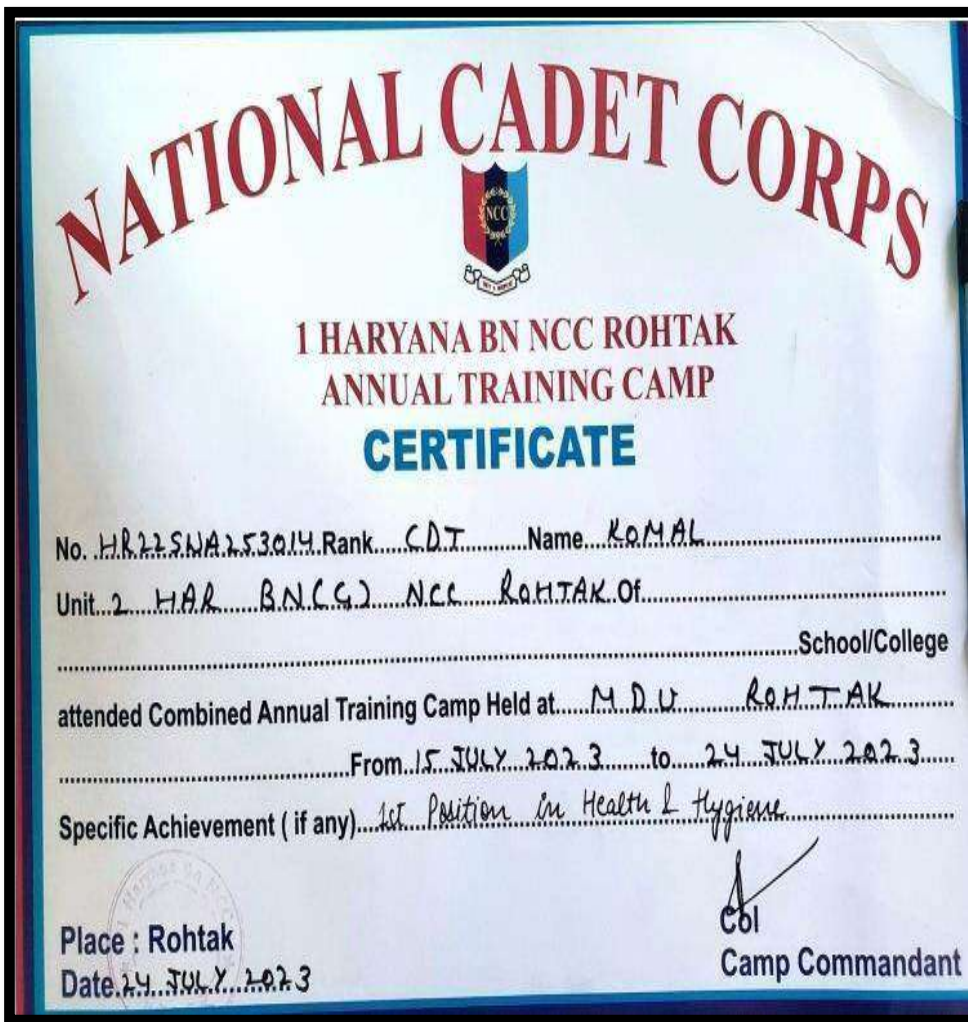 NATIONAL CADET CORPS
NCC
1 HARYANA BN NCC ROHTAK
ANNUAL TRAINING CAMP
CERTIFICATE
No. HR22SWA253014 Rank CDT Name KOMAL
Unit 2 HAR BN(G) NCC ROHTAK Of
School/College
attended Combined Annual Training Camp Held at M D U ROHTAK
From 15 JULY 2023 to 24 JULY 2023
Specific Achievement ( if any) 1st Position in Health & Hygiene
Col
Place : Rohtak
Camp Commandant
Date 24 JULY 2023